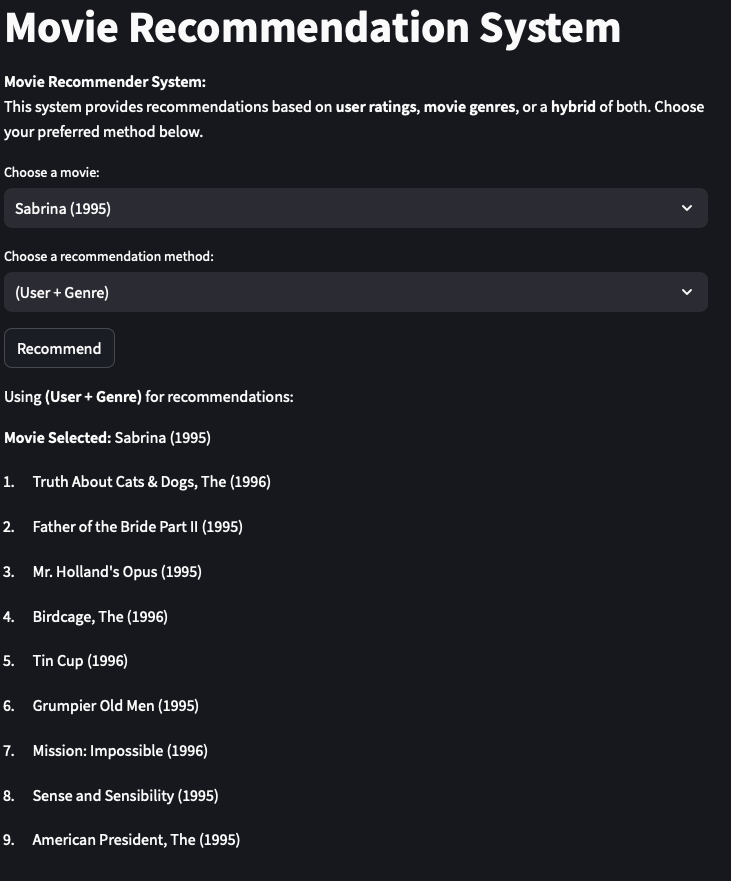 Movie Recommendation System
Movie Recommender System:
This system provides recommendations based on user ratings, movie genres, or a hybrid of both. Choose
your preferred method below.
Choose a movie:
Sabrina (1995)
Choose a recommendation method:
(User + Genre)
Recommend
Using (User + Genre) for recommendations:
Movie Selected: Sabrina (1995)
1. Truth About Cats & Dogs, The (1996)
2. Father of the Bride Part II (1995)
3. Mr. Holland's Opus (1995)
4. Birdcage, The (1996)
5. Tin Cup (1996)
6. Grumpier Old Men (1995)
7. Mission: Impossible (1996)
8. Sense and Sensibility (1995)
9. American President, The (1995)